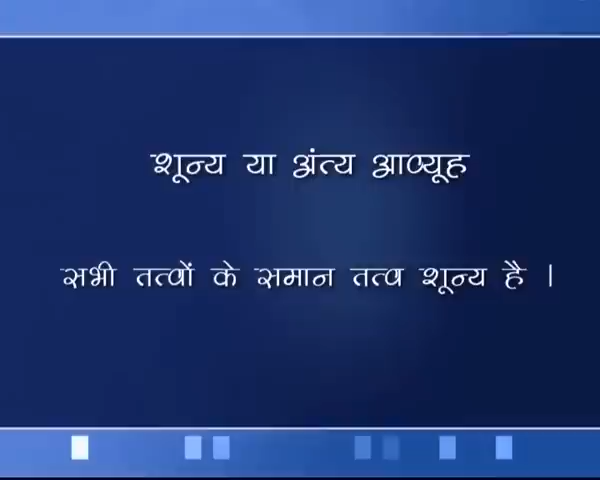 शून्य या अंत्य आव्यूह
सभी तत्वों के समान तत्व शून्य है ।